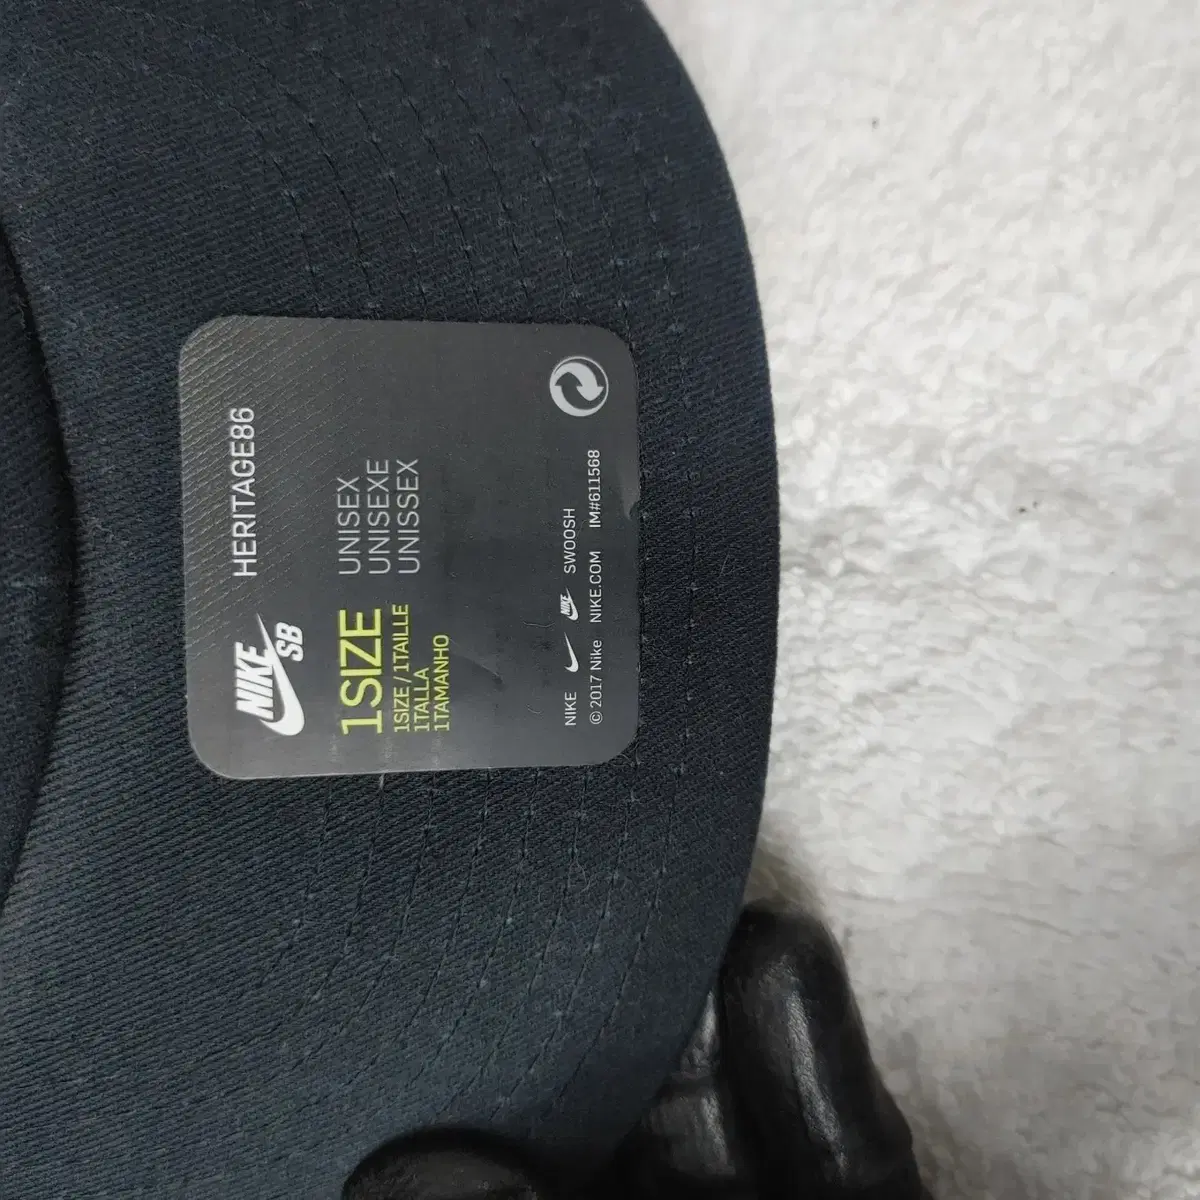 NIKE
SB
HERITAGE86
1SIZE
1SIZE / 1TAILLE
1TALLA
1TAMANHO
UNISEX
UNISEXE
UNISSEX
NIKE NIKE SWOOSH
© 2017 Nike NIKE.COM IM#611568